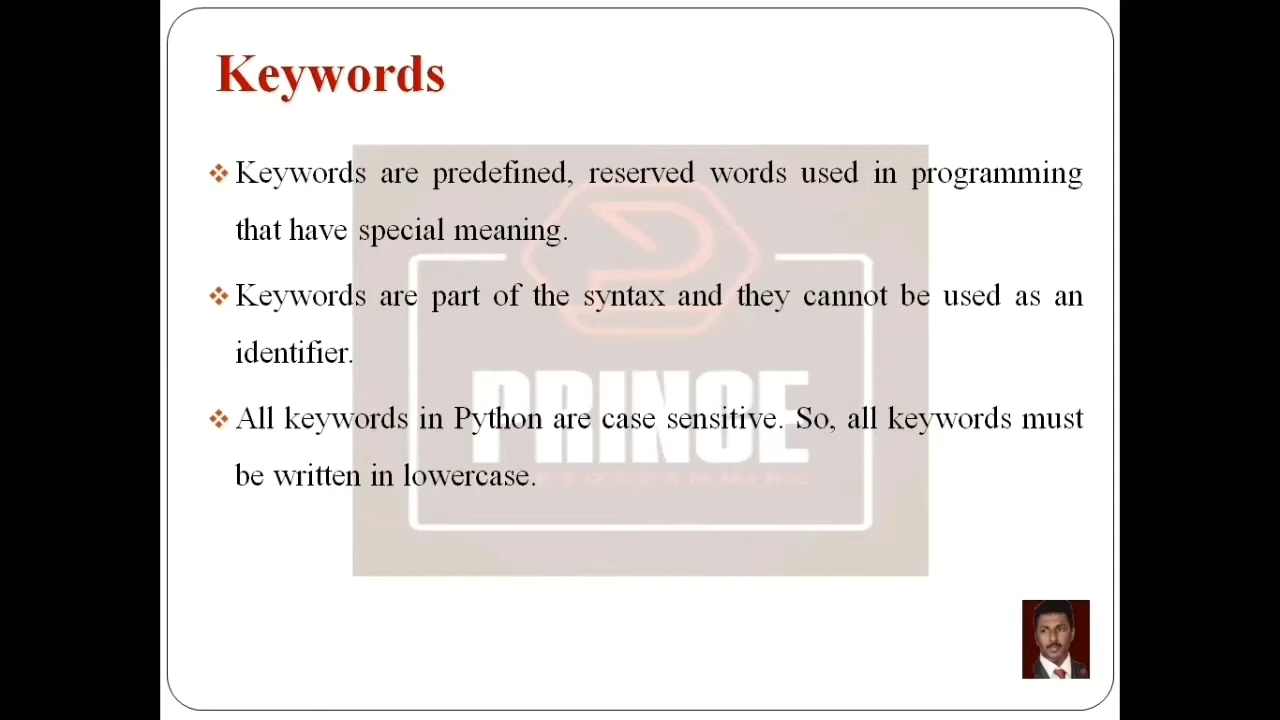 Keywords
Keywords are predefined, reserved words used in programming
that have special meaning.
Keywords are part of the syntax and they cannot be used as an
identifier.
All keywords in Python are case sensitive. So, all keywords must
be written in lowercase.
PRINCE
PROGRAMMING